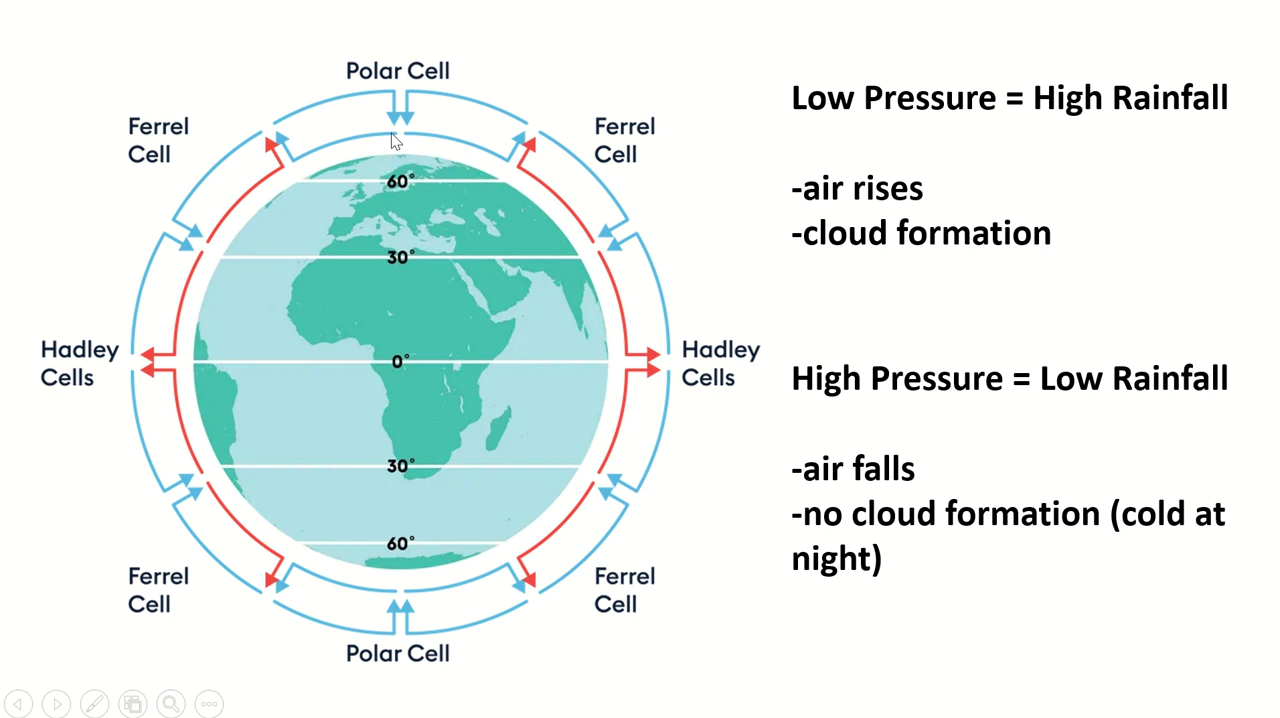 Polar Cell
Ferrel
Cell
Ferrel
Cell
60°
30°
Hadley
Cells
0°
Hadley
Cells
30°
60°
Ferrel
Cell
Ferrel
Cell
Polar Cell
Low Pressure = High Rainfall
-air rises
-cloud formation
High Pressure = Low Rainfall
-air falls
-no cloud formation (cold at
night)